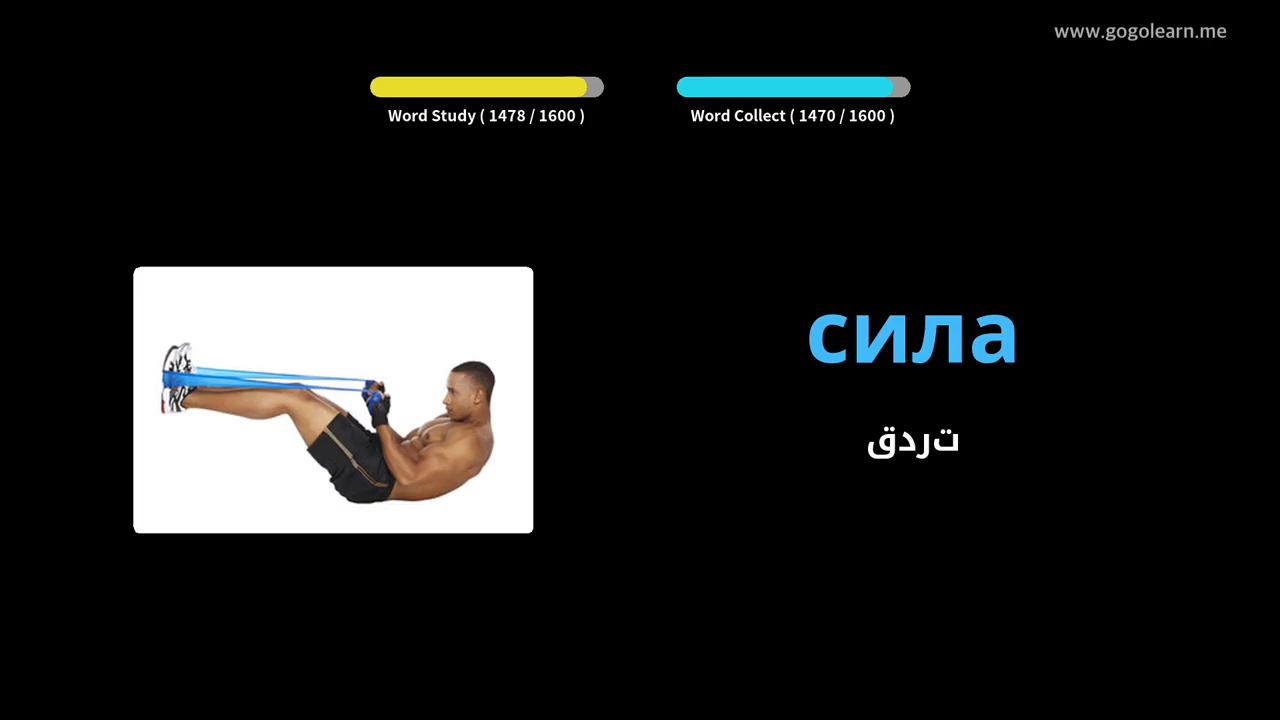 www.gogolearn.me
Word Study ( 1478 / 1600 )
Word Collect ( 1470 / 1600 )
сила
تردق